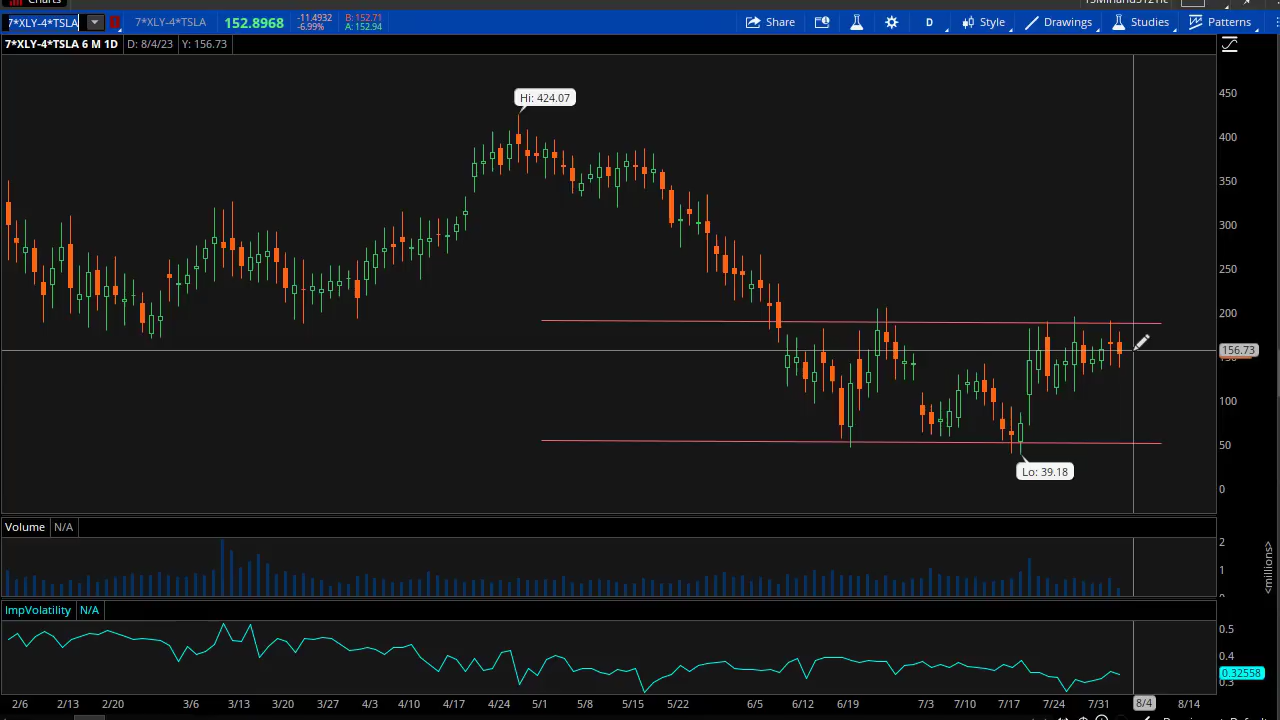 Charts
7*XLY-4*TSLA 7*XLY-4*TSLA 152.8968 -11.4932 -6.99% B: 152.71 A: 152.94 Share D Style Drawings Studies Patterns
7*XLY-4*TSLA 6 M 1D D: 8/4/23 Y: 156.73
Hi: 424.07
450
400
350
300
250
200
156.73
100
50
Lo: 39.18
0
Volume N/A
2
1
<millions>
ImpVolatility N/A
0.5
0.4
0.32558
0.3
2/6 2/13 2/20 3/6 3/13 3/20 3/27 4/3 4/10 4/17 4/24 5/1 5/8 5/15 5/22 6/5 6/12 6/19 7/3 7/10 7/17 7/24 7/31 8/4 8/14